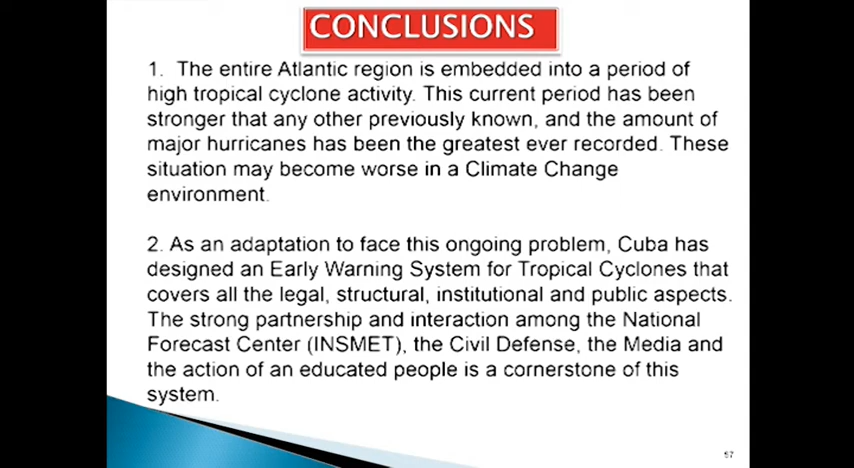 CONCLUSIONS
1. The entire Atlantic region is embedded into a period of
high tropical cyclone activity. This current period has been
stronger that any other previously known, and the amount of
major hurricanes has been the greatest ever recorded. These
situation may become worse in a Climate Change
environment.
2. As an adaptation to face this ongoing problem, Cuba has
designed an Early Warning System for Tropical Cyclones that
covers all the legal, structural, institutional and public aspects.
The strong partnership and interaction among the National
Forecast Center (INSMET), the Civil Defense, the Media and
the action of an educated people is a cornerstone of this
system.
57